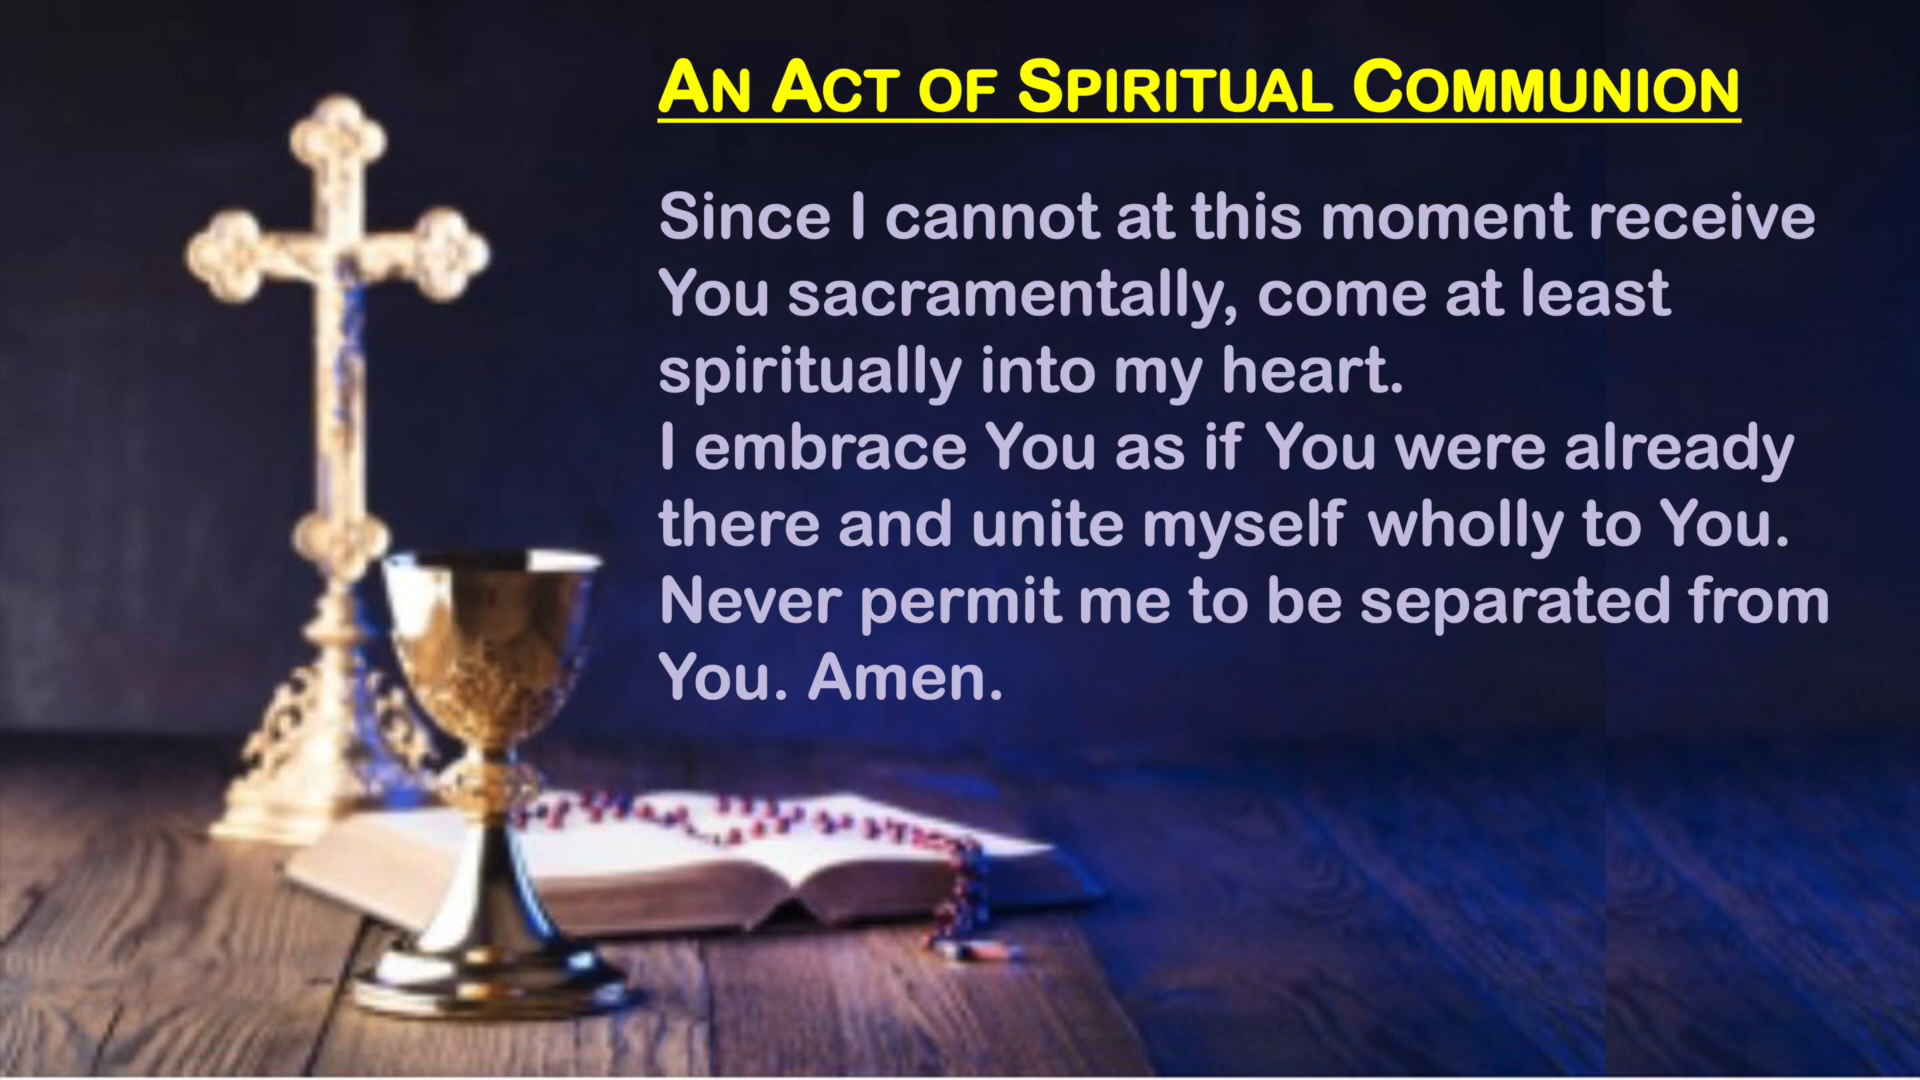 AN ACT OF SPIRITUAL COMMUNION
Since I cannot at this moment receive
You sacramentally, come at least
spiritually into my heart.
I embrace You as if You were already
there and unite myself wholly to You.
Never permit me to be separated from
You. Amen.